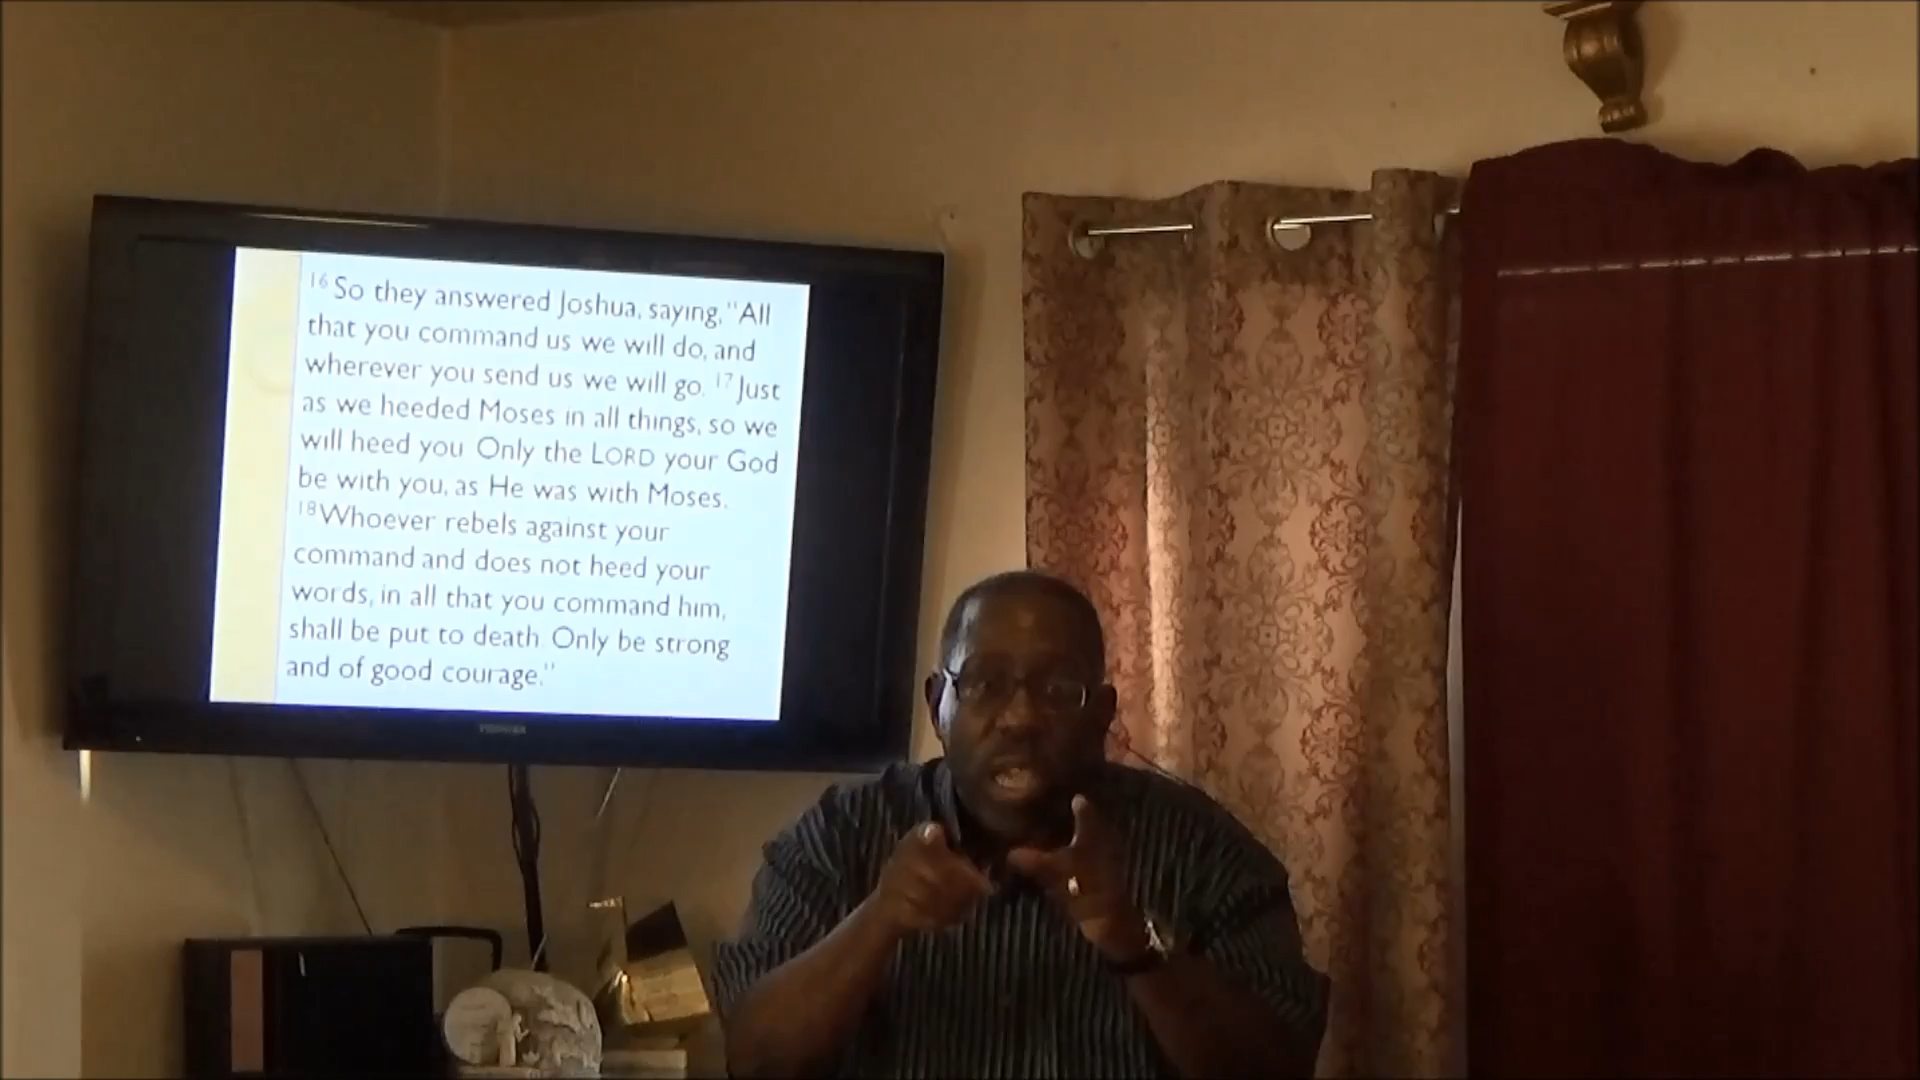 16 So they answered Joshua, saying, "All
that you command us we will do, and
wherever you send us we will go. 17 Just
as we heeded Moses in all things, so we
will heed you. Only the LORD your God
be with you, as He was with Moses.
18 Whoever rebels against your
command and does not heed your
words, in all that you command him,
shall be put to death. Only be strong
and of good courage."
TOSHIBA